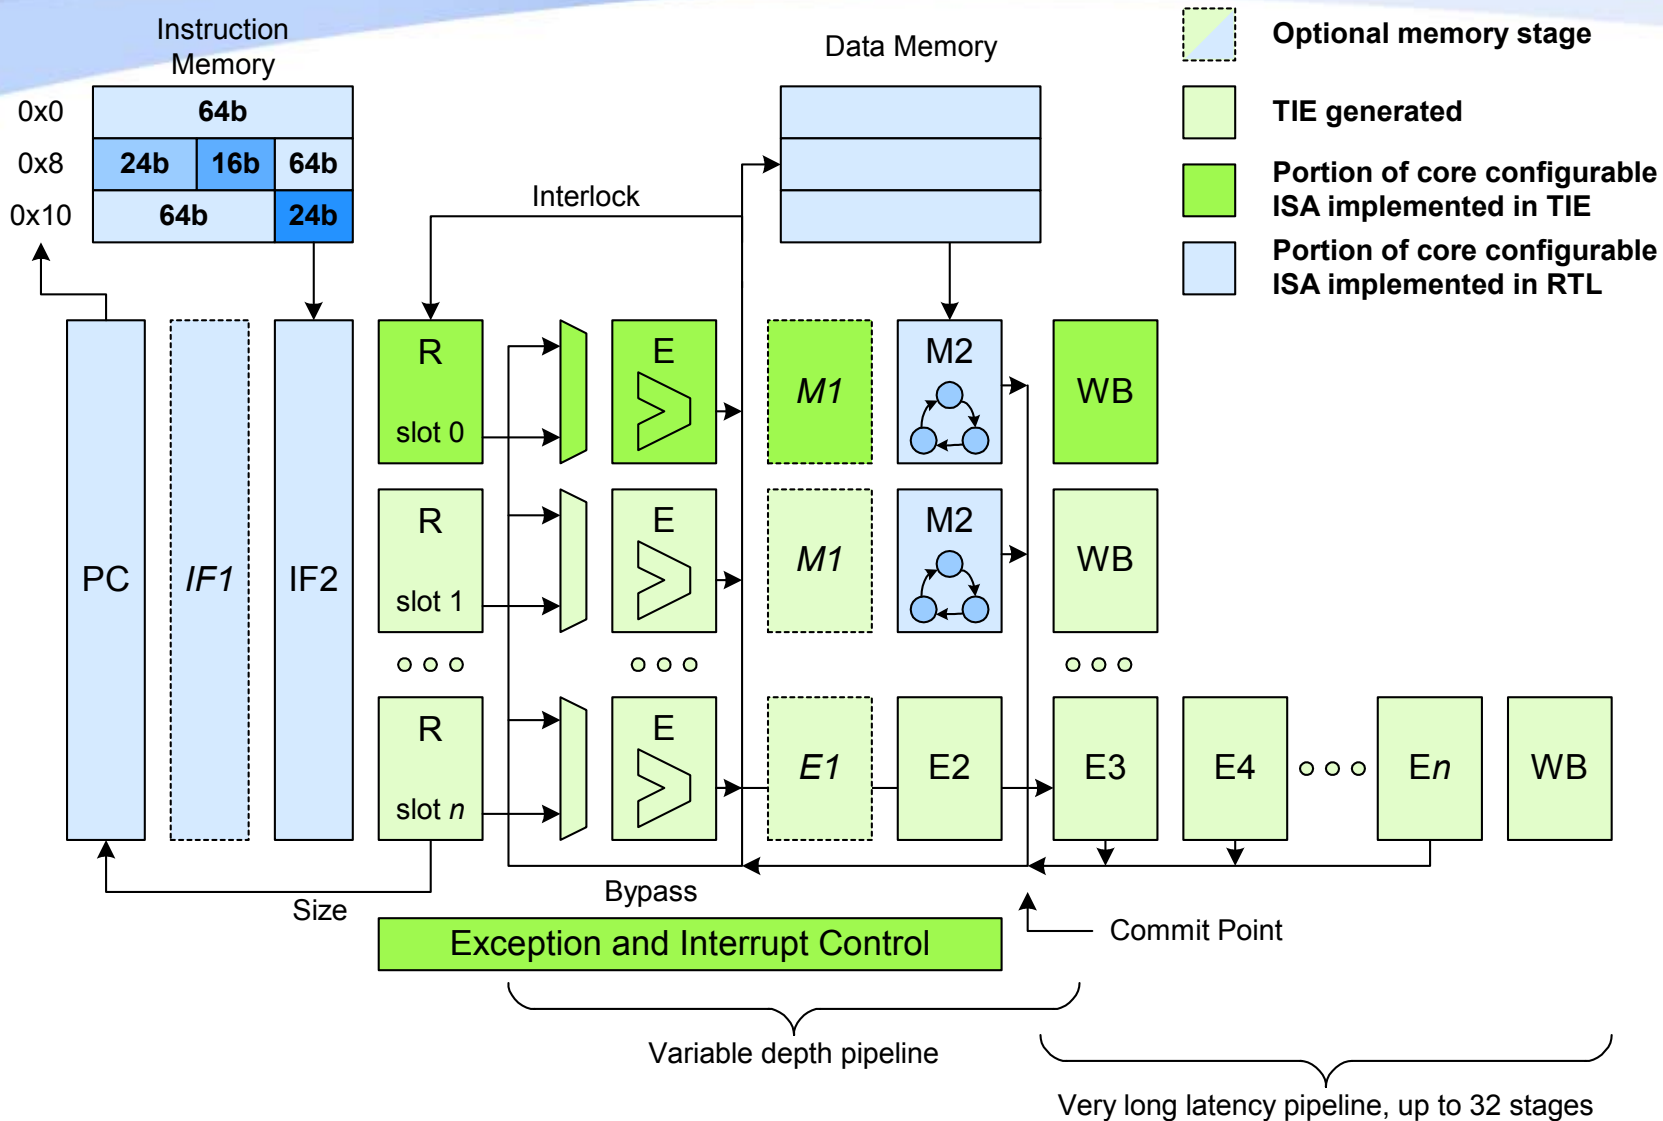 Instruction
Memory
Data Memory
Optional memory stage
0x0
64b
TIE generated
0x8
24b
16b
64b
0x10
64b
24b
Interlock
Portion of core configurable
ISA implemented in TIE
Portion of core configurable
ISA implemented in RTL
PC
IF1
IF2
R
slot 0
E
M1
M2
WB
R
slot 1
E
M1
M2
WB
R
slot n
E
E1
E2
E3
E4
En
WB
Size
Bypass
Commit Point
Exception and Interrupt Control
Variable depth pipeline
Very long latency pipeline, up to 32 stages